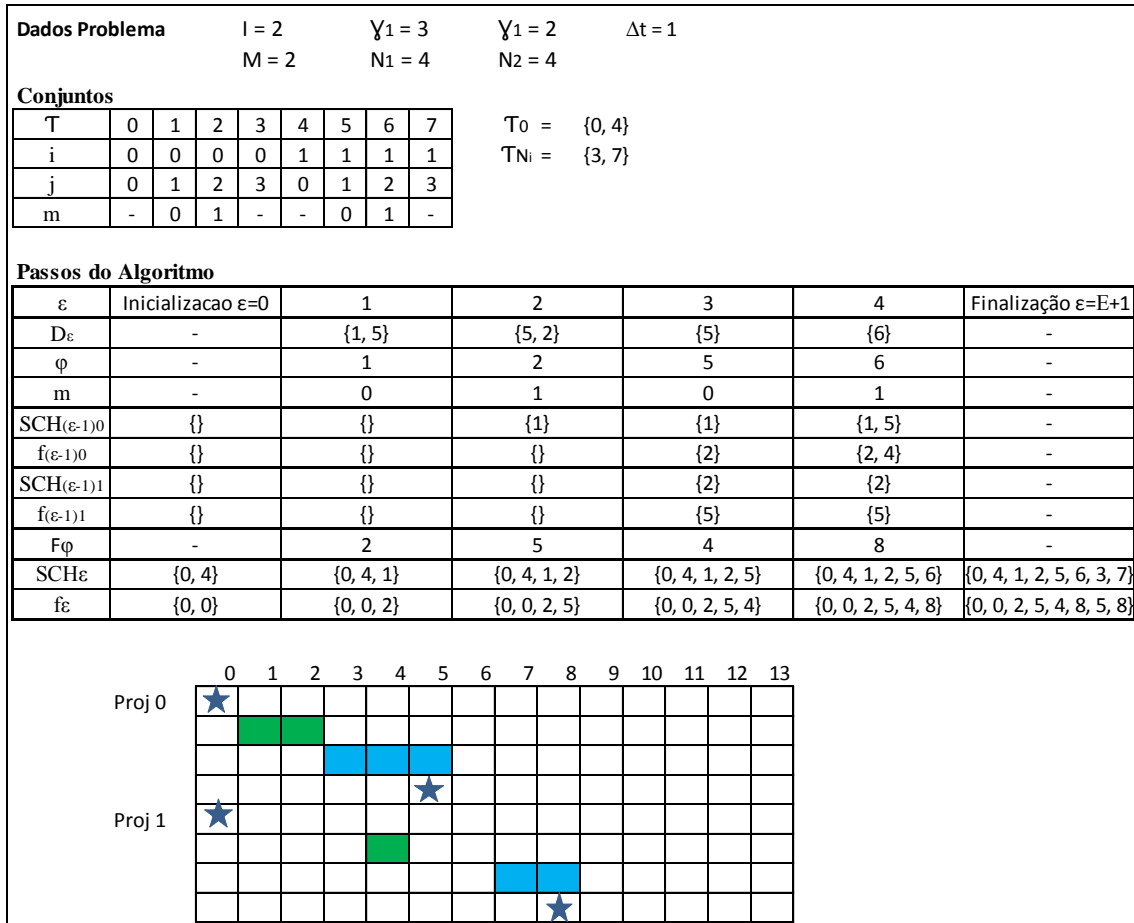 Dados Problema I = 2 Ɣ1 = 3 Ɣ1 = 2 Δt = 1
M = 2 N1 = 4 N2 = 4
Conjuntos
Ƭ 0 1 2 3 4 5 6 7 Ƭ0 = {0, 4}
i 0 0 0 0 1 1 1 1 ƬNi = {3, 7}
j 0 1 2 3 0 1 2 3
m - 0 1 - - 0 1 -
Passos do Algoritmo
ε Inicializacao ε=0 1 2 3 4 Finalização ε=E+1
Dε - {1, 5} {5, 2} {5} {6} -
φ - 1 2 5 6 -
m - 0 1 0 1 -
SCH(ε-1)0 {} {} {1} {1} {1, 5} -
f(ε-1)0 {} {} {} {2} {2, 4} -
SCH(ε-1)1 {} {} {} {2} {2} -
f(ε-1)1 {} {} {} {5} {5} -
Fφ - 2 5 4 8 -
SCHε {0, 4} {0, 4, 1} {0, 4, 1, 2} {0, 4, 1, 2, 5} {0, 4, 1, 2, 5, 6} {0, 4, 1, 2, 5, 6, 3, 7}
fε {0, 0} {0, 0, 2} {0, 0, 2, 5} {0, 0, 2, 5, 4} {0, 0, 2, 5, 4, 8} {0, 0, 2, 5, 4, 8, 5, 8}
0 1 2 3 4 5 6 7 8 9 10 11 12 13
Proj 0
Proj 1